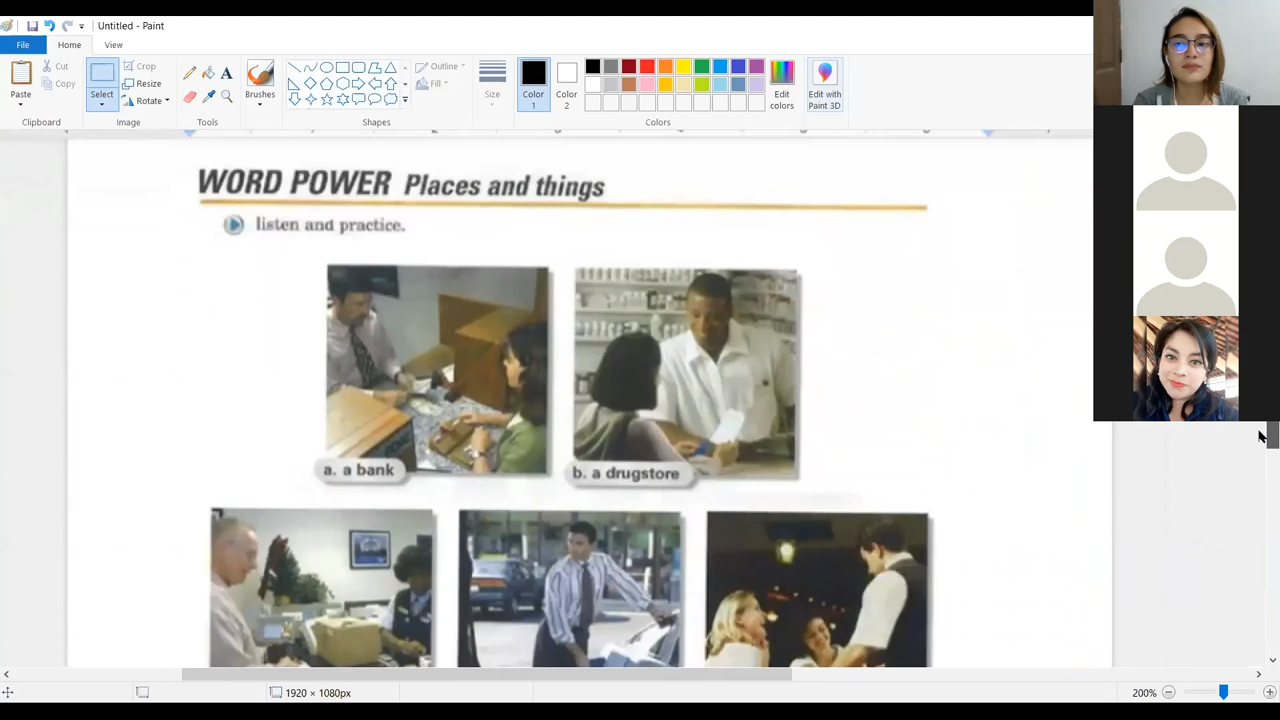 Untitled - Paint
File Home View
Paste
Cut
Copy
Clipboard
Select
Crop
Resize
Rotate
Image
Tools
Brushes
Shapes
Outline
Fill
Size
Color 1
Color 2
Edit colors
Colors
Edit with Paint 3D
WORD POWER Places and things
listen and practice.
a. a bank
b. a drugstore
1920 × 1080px
200%